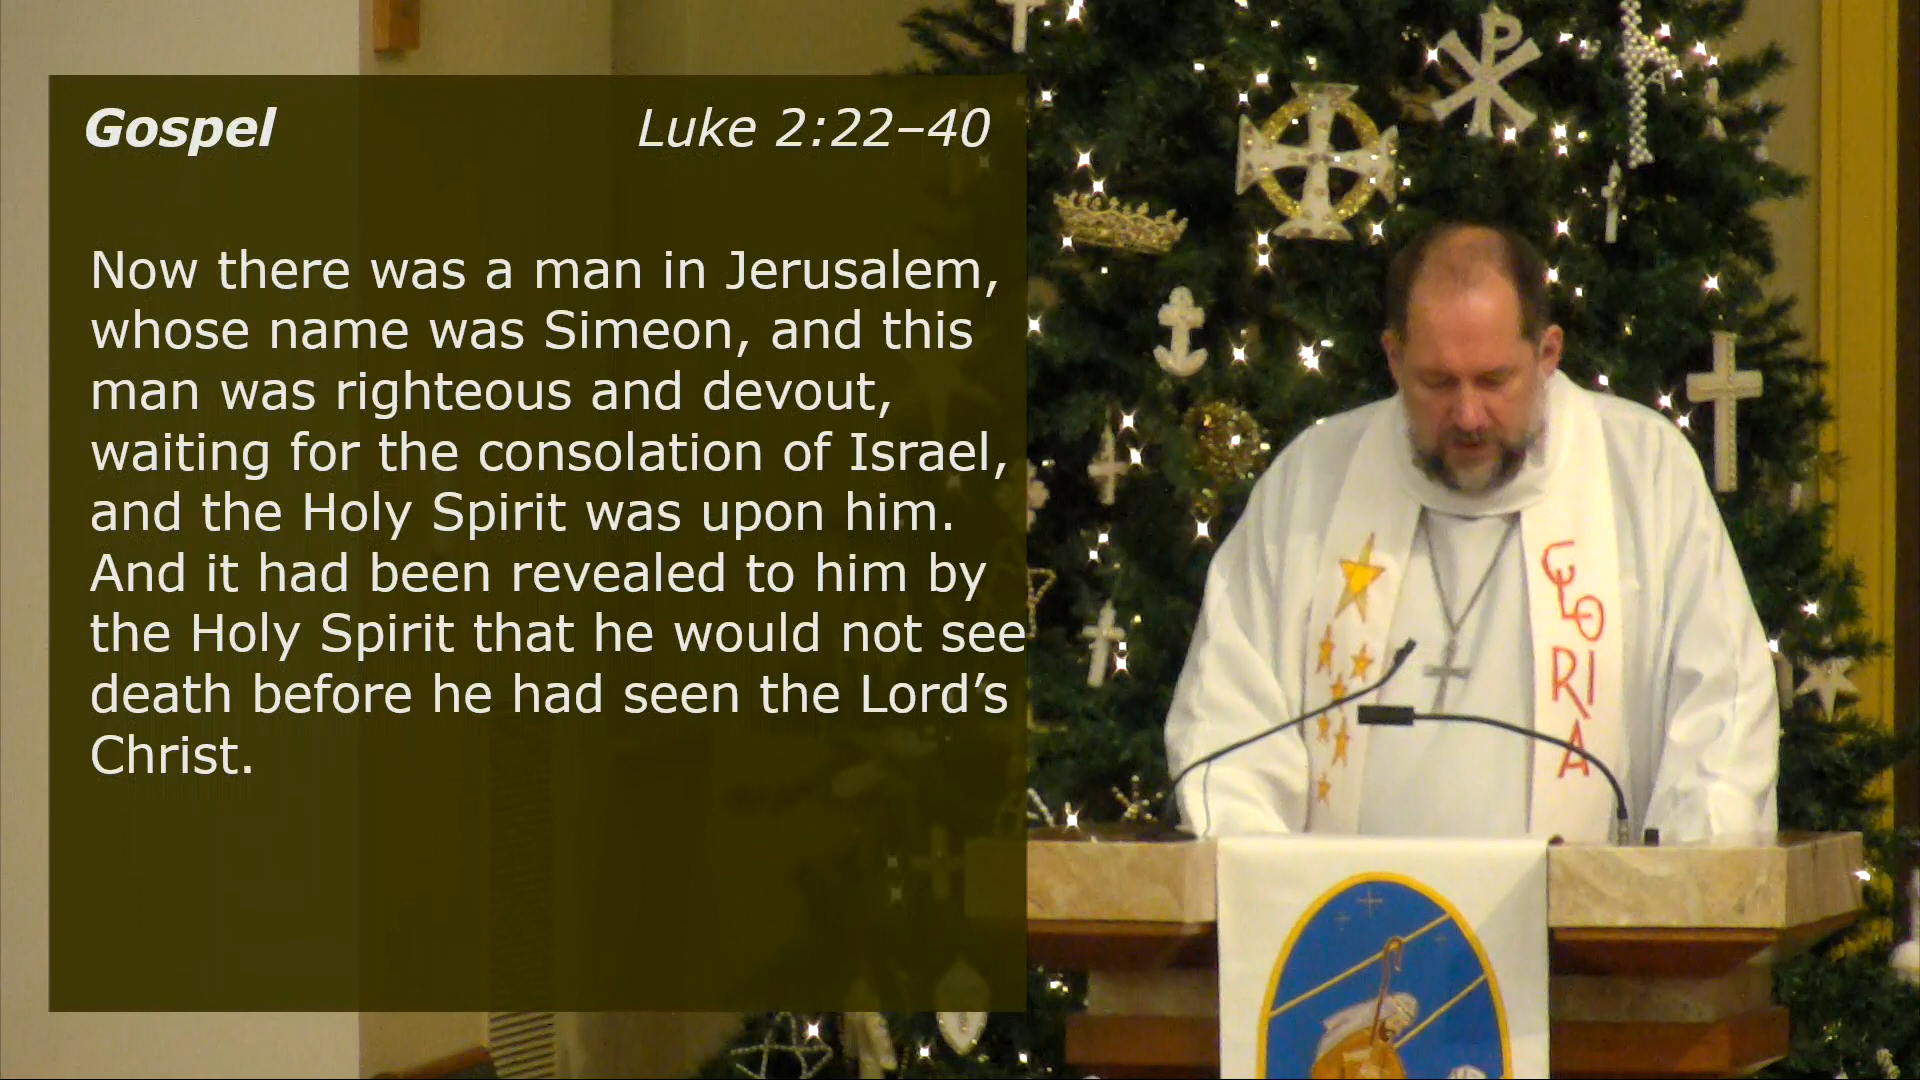 Gospel Luke 2:22–40
Now there was a man in Jerusalem,
whose name was Simeon, and this
man was righteous and devout,
waiting for the consolation of Israel,
and the Holy Spirit was upon him.
And it had been revealed to him by
the Holy Spirit that he would not see
death before he had seen the Lord’s
Christ.
GLORIA